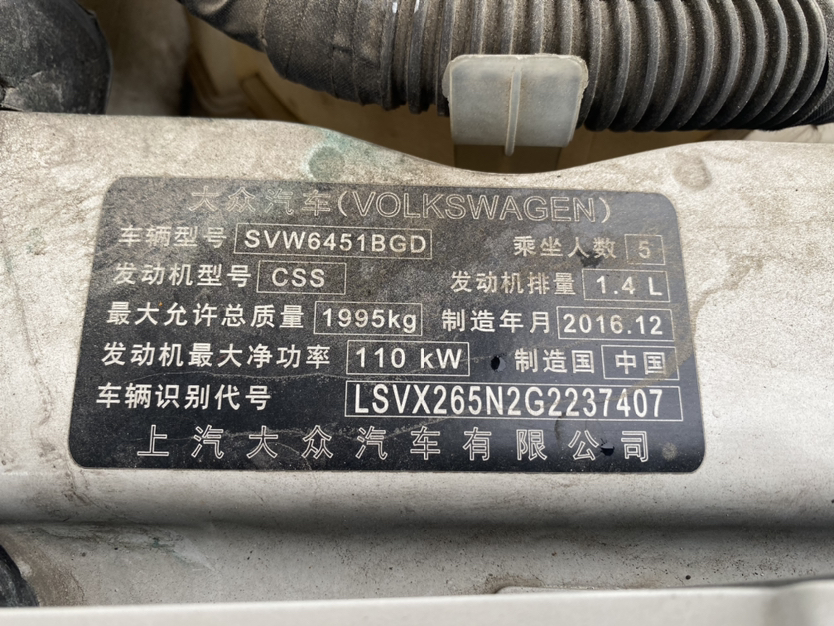 大众汽车(VOLKSWAGEN)
车辆型号 SVW6451BGD 乘坐人数 5
发动机型号 CSS 发动机排量 1.4 L
最大允许总质量 1995kg 制造年月 2016.12
发动机最大净功率 110 kW 制造国 中国
车辆识别代号 LSVX265N2G2237407
上汽大众汽车有限公司